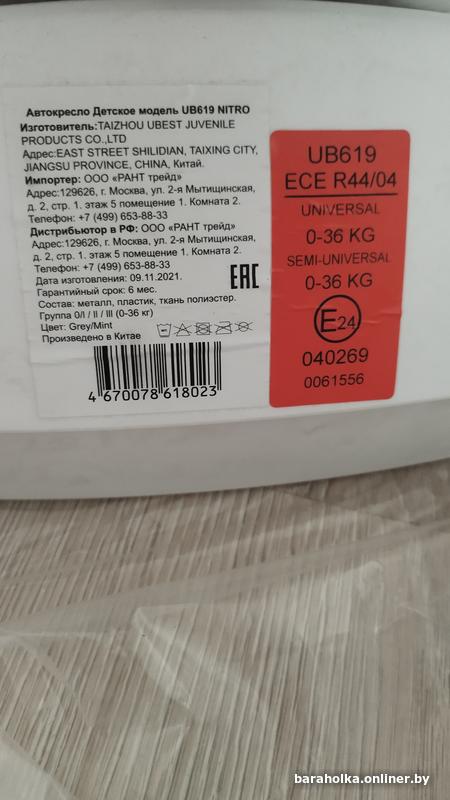 Автокресло Детское модель UB619 NITRO
Изготовитель:TAIZHOU UBEST JUVENILE
PRODUCTS CO.,LTD
Адрес:EAST STREET SHILIDIAN, TAIXING CITY,
JIANGSU PROVINCE, CHINA, Китай.
Импортер: ООО «РАНТ трейд»
Адрес:129626, г. Москва, ул. 2-я Мытищинская,
д. 2, стр. 1. этаж 5 помещение 1. Комната 2.
Телефон: +7 (499) 653-88-33
Дистрибьютор в РФ: ООО «РАНТ трейд»
Адрес:129626, г. Москва, ул. 2-я Мытищинская,
д. 2, стр. 1. этаж 5 помещение 1. Комната 2.
Телефон: +7 (499) 653-88-33
Дата изготовления: 09.11.2021.
Гарантийный срок: 6 мес.
Состав: металл, пластик, ткань полиэстер.
Группа 0/I / II / III (0-36 кг)
Цвет: Grey/Mint
Произведено в Китае
EAC
4 670078 618023
UB619
ECE R44/04
UNIVERSAL
0-36 KG
SEMI-UNIVERSAL
0-36 KG
E24
040269
0061556
baraholka.onliner.by